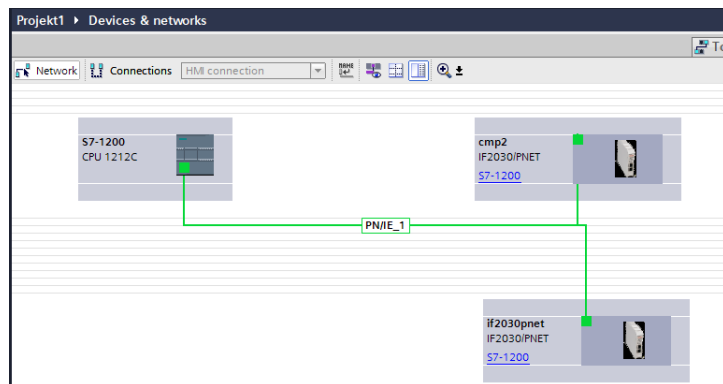 Projekt1 ▸ Devices & networks
Network Connections HMI connection
S7-1200
CPU 1212C
cmp2
IF2030/PNET
S7-1200
PN/IE_1
if2030pnet
IF2030/PNET
S7-1200